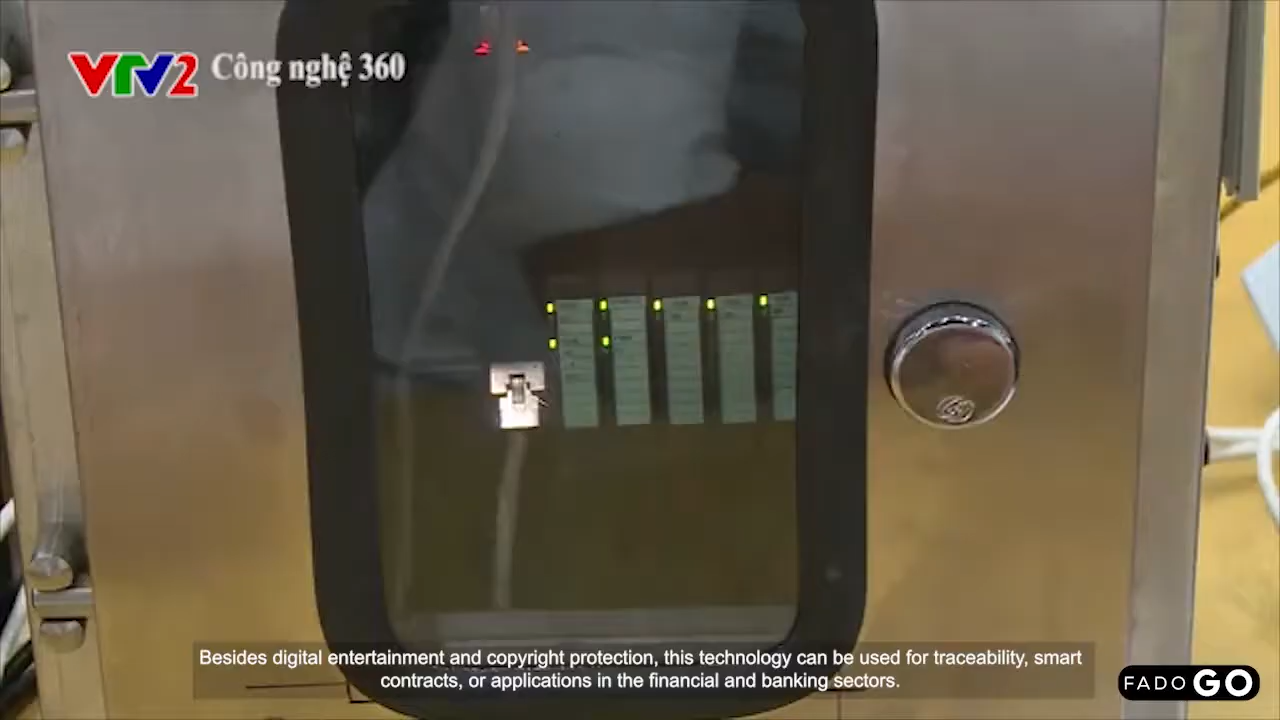 VTV2 Công nghệ 360
Besides digital entertainment and copyright protection, this technology can be used for traceability, smart
contracts, or applications in the financial and banking sectors.
FADO GO